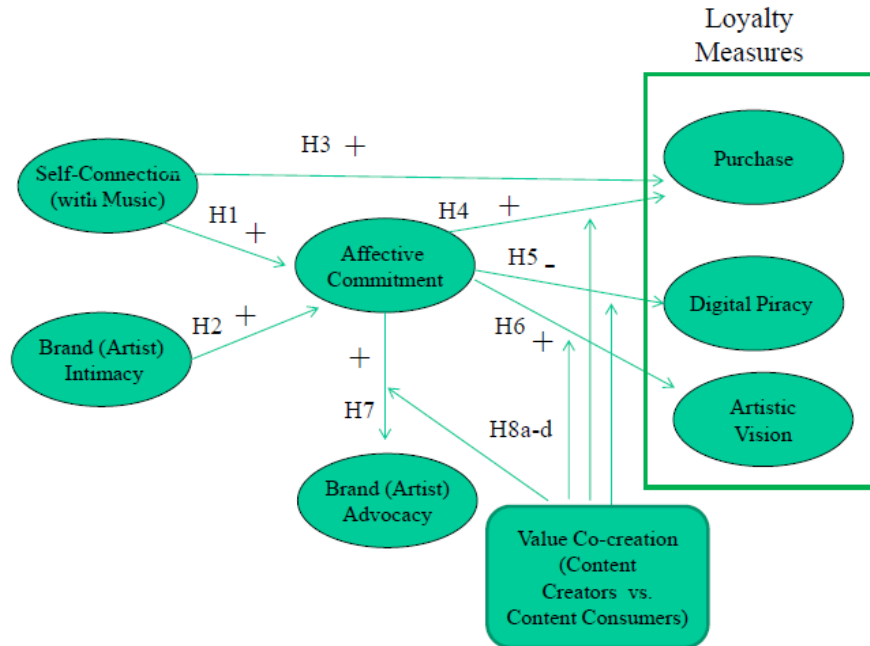 Loyalty
Measures
H3 +
Purchase
Self-Connection
(with Music)
H1 +
H4 +
Affective
Commitment
H5 -
Digital Piracy
H2 +
H6 +
Brand (Artist)
Intimacy
+
H7
Artistic
Vision
H8a-d
Brand (Artist)
Advocacy
Value Co-creation
(Content
Creators vs.
Content Consumers)